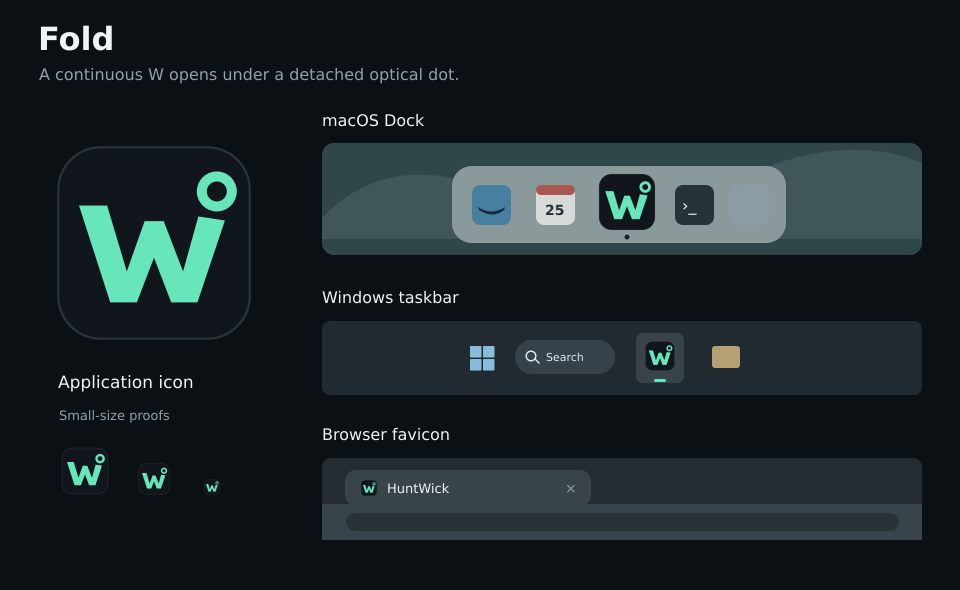 Fold
A continuous W opens under a detached optical dot.
macOS Dock
25
>_
Windows taskbar
Search
Application icon
Small-size proofs
Browser favicon
HuntWick ×